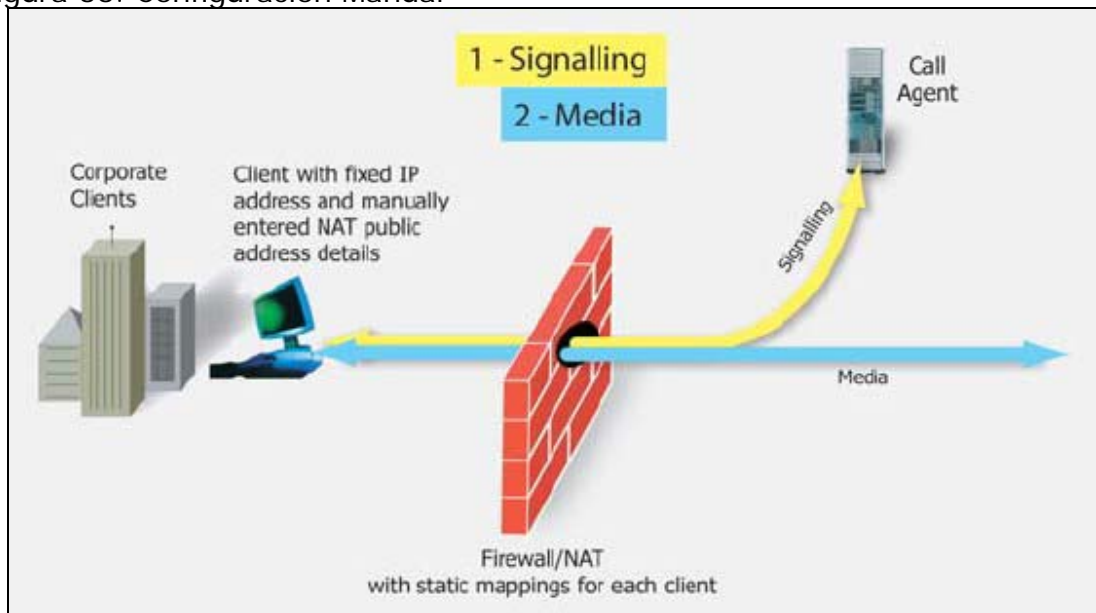 1 - Signalling
2 - Media
Call
Agent
Corporate
Clients
Client with fixed IP
address and manually
entered NAT public
address details
Signalling
Media
Firewall/NAT
with static mappings for each client